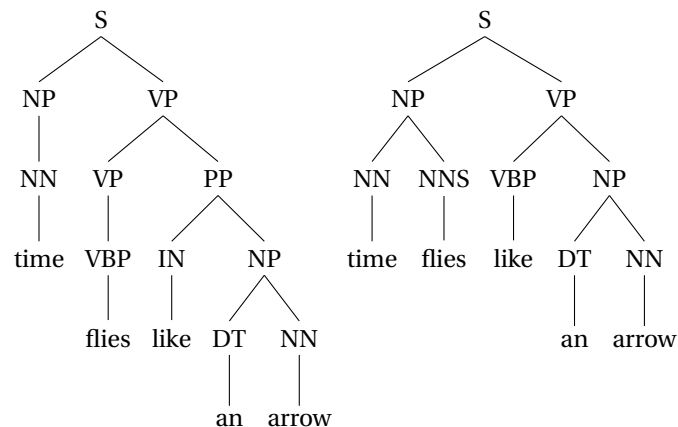 S S
NP VP NP VP
NN VP PP NN NNS VBP NP
time VBP IN NP time flies like DT NN
flies like DT NN an arrow
an arrow